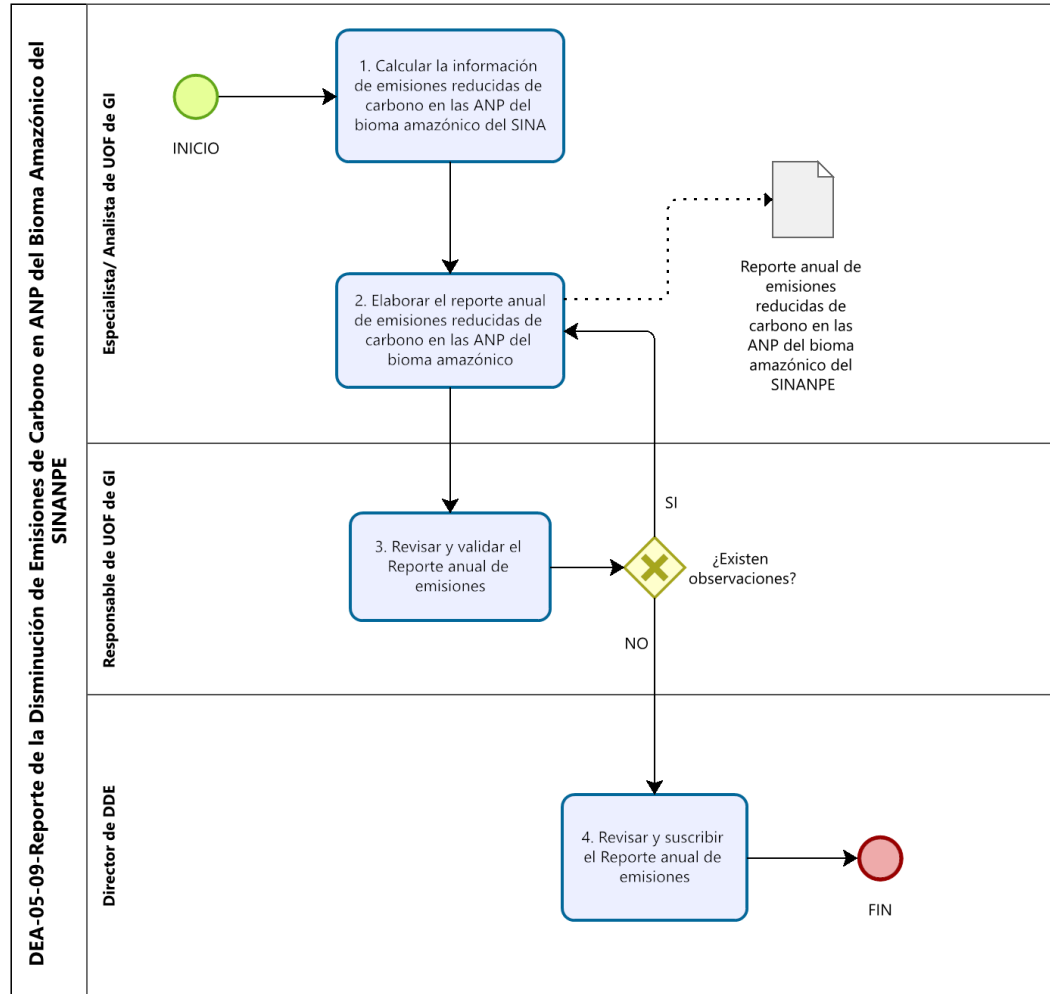 DEA-05-09-Reporte de la Disminución de Emisiones de Carbono en ANP del Bioma Amazónico del
SINANPE
Especialista/ Analista de UOF de GI
INICIO
1. Calcular la información
de emisiones reducidas de
carbono en las ANP del
bioma amazónico del SINA
2. Elaborar el reporte anual
de emisiones reducidas de
carbono en las ANP del
bioma amazónico
Reporte anual de
emisiones
reducidas de
carbono en las
ANP del bioma
amazónico del
SINANPE
Responsable de UOF de GI
3. Revisar y validar el
Reporte anual de
emisiones
SI
¿Existen
observaciones?
NO
Director de DDE
4. Revisar y suscribir
el Reporte anual de
emisiones
FIN